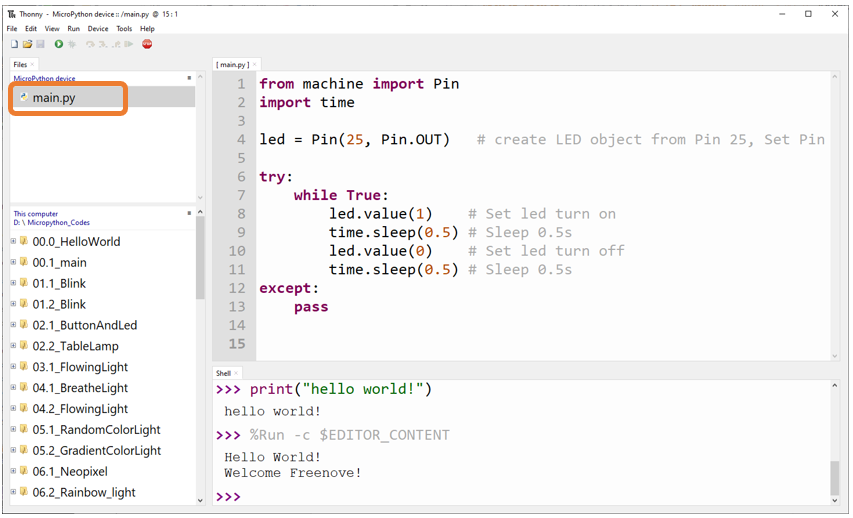 Thonny - MicroPython device :: /main.py @ 15 : 1
File Edit View Run Device Tools Help
Files
MicroPython device
main.py
This computer
D: \ Micropython_Codes
00.0_HelloWorld
00.1_main
01.1_Blink
01.2_Blink
02.1_ButtonAndLed
02.2_TableLamp
03.1_FlowingLight
04.1_BreatheLight
04.2_FlowingLight
05.1_RandomColorLight
05.2_GradientColorLight
06.1_Neopixel
06.2_Rainbow_light
[ main.py ]
1 from machine import Pin
2 import time
3
4 led = Pin(25, Pin.OUT)   # create LED object from Pin 25, Set Pin
5
6 try:
7     while True:
8         led.value(1)    # Set led turn on
9         time.sleep(0.5) # Sleep 0.5s
10         led.value(0)    # Set led turn off
11         time.sleep(0.5) # Sleep 0.5s
12 except:
13     pass
14
15
Shell
>>> print("hello world!")
hello world!
>>> %Run -c $EDITOR_CONTENT
Hello World!
Welcome Freenove!
>>>